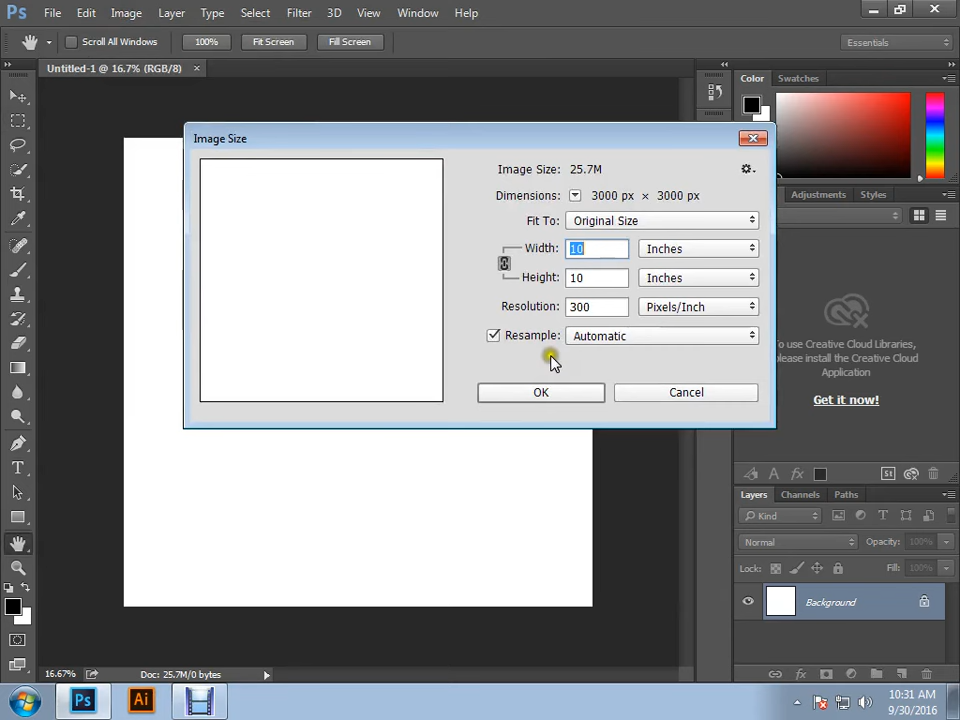 Ps File Edit Image Layer Type Select Filter 3D View Window Help
Scroll All Windows 100% Fit Screen Fill Screen Essentials
Untitled-1 @ 16.7% (RGB/8) ×
Color Swatches
Image Size
Image Size: 25.7M
Dimensions: 3000 px × 3000 px
Fit To: Original Size
Width: 10 Inches
Height: 10 Inches
Resolution: 300 Pixels/Inch
Resample: Automatic
OK Cancel
Adjustments Styles
To use Creative Cloud Libraries,
please install the Creative Cloud
Application
Get it now!
St
Layers Channels Paths
Kind
Normal Opacity: 100%
Lock: Fill: 100%
Background
16.67% Doc: 25.7M/0 bytes
Ps Ai
10:31 AM
9/30/2016